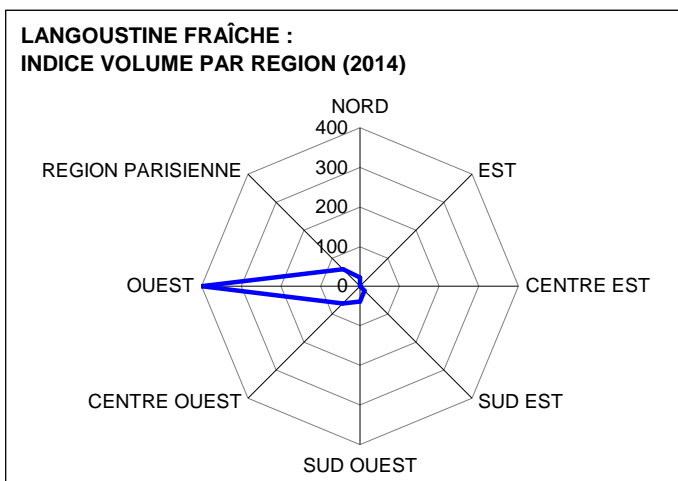 LANGOUSTINE FRAÎCHE :
INDICE VOLUME PAR REGION (2014)
NORD
400
REGION PARISIENNE
EST
300
200
100
OUEST
0
CENTRE EST
CENTRE OUEST
SUD EST
SUD OUEST